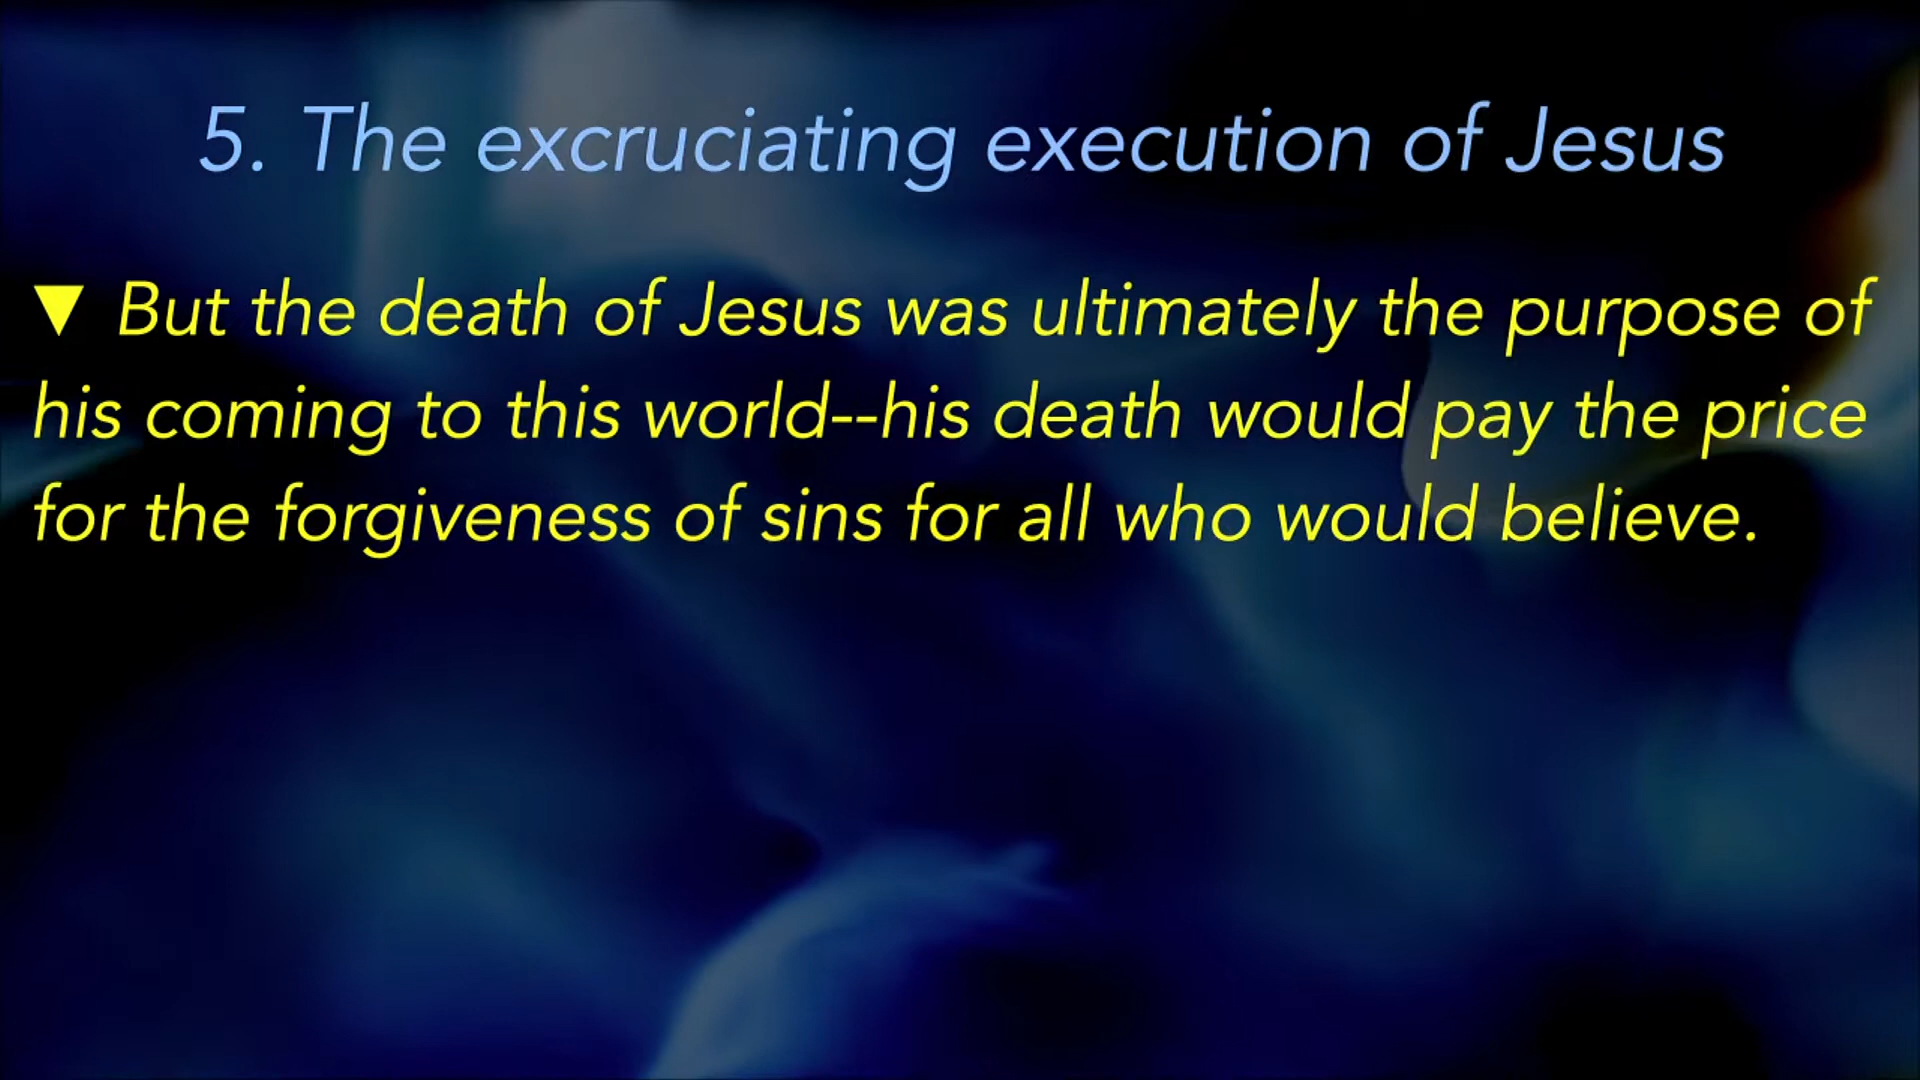 5. The excruciating execution of Jesus
▼ But the death of Jesus was ultimately the purpose of
his coming to this world--his death would pay the price
for the forgiveness of sins for all who would believe.